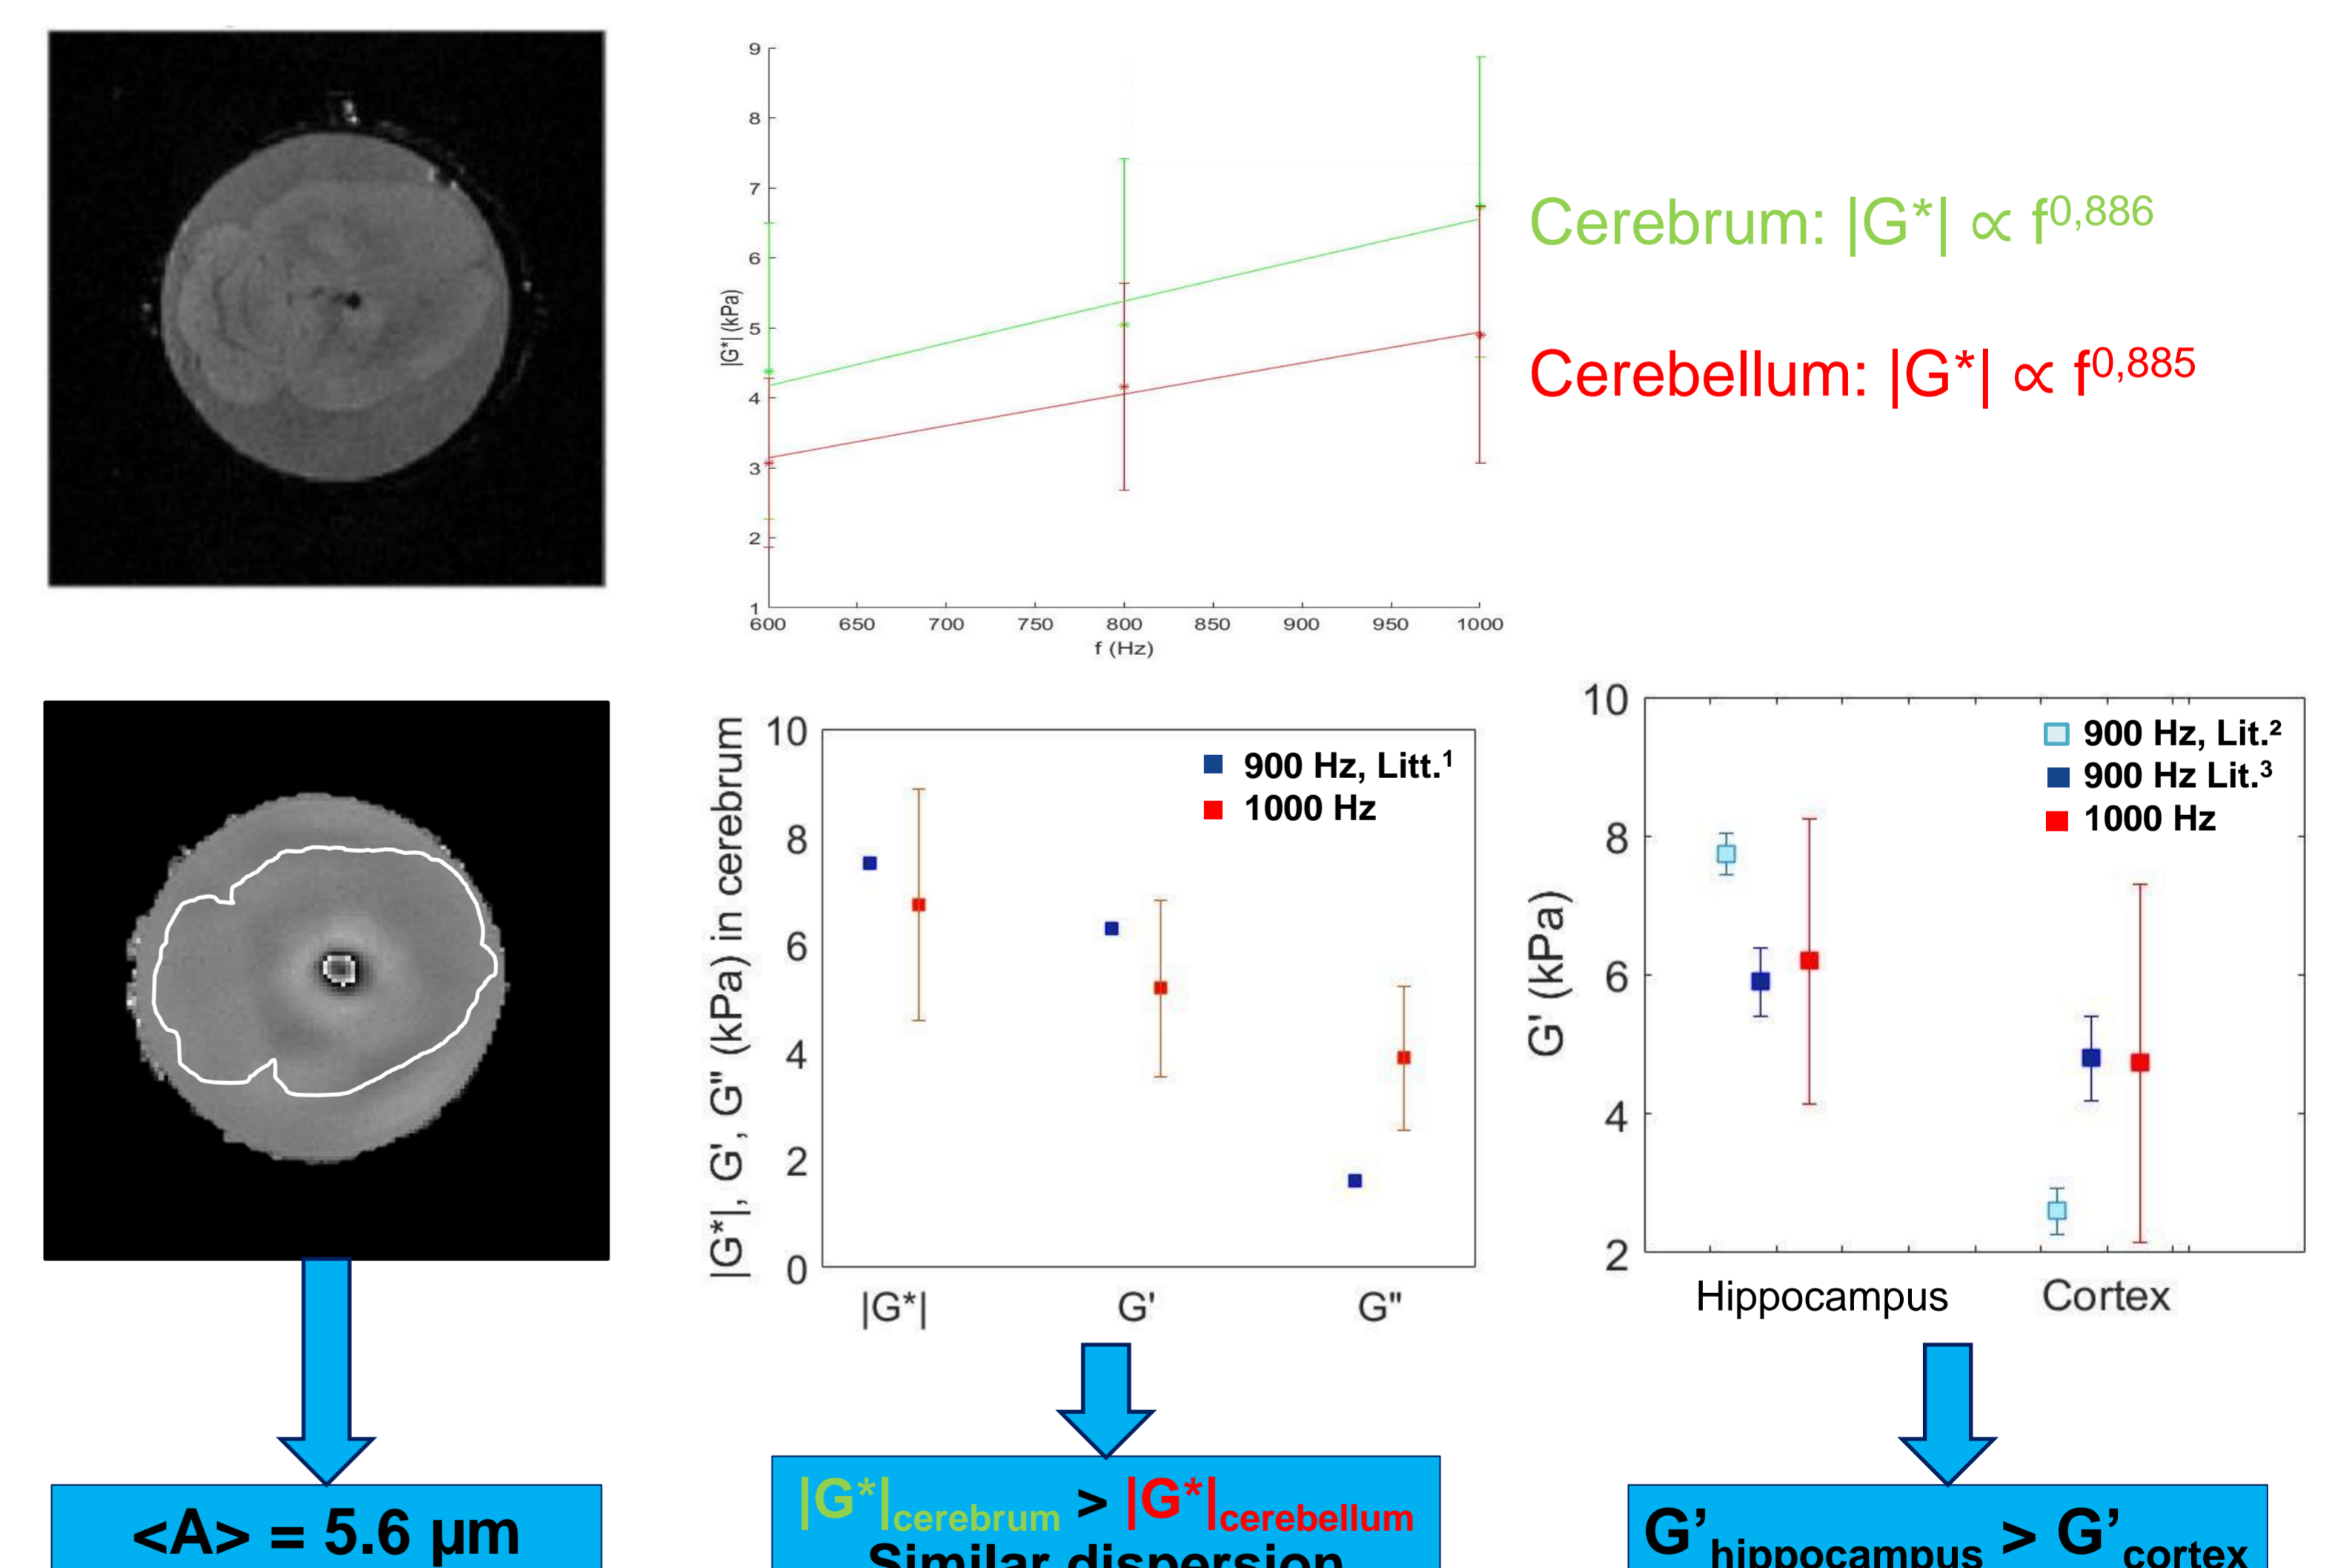 9
8
7
6
5
4
3
2
1
|G*| (kPa)
600 650 700 750 800 850 900 950 1000
f (Hz)
Cerebrum: |G*| ∝ f^0,886
Cerebellum: |G*| ∝ f^0,885
10
8
6
4
2
0
|G*|, G', G" (kPa) in cerebrum
900 Hz, Litt.¹
1000 Hz
|G*| G' G"
10
8
6
4
2
G' (kPa)
900 Hz, Lit.²
900 Hz Lit.³
1000 Hz
Hippocampus Cortex
<A> = 5.6 µm
|G*|cerebrum > |G*|cerebellum
Similar dispersion
G’hippocampus > G’cortex